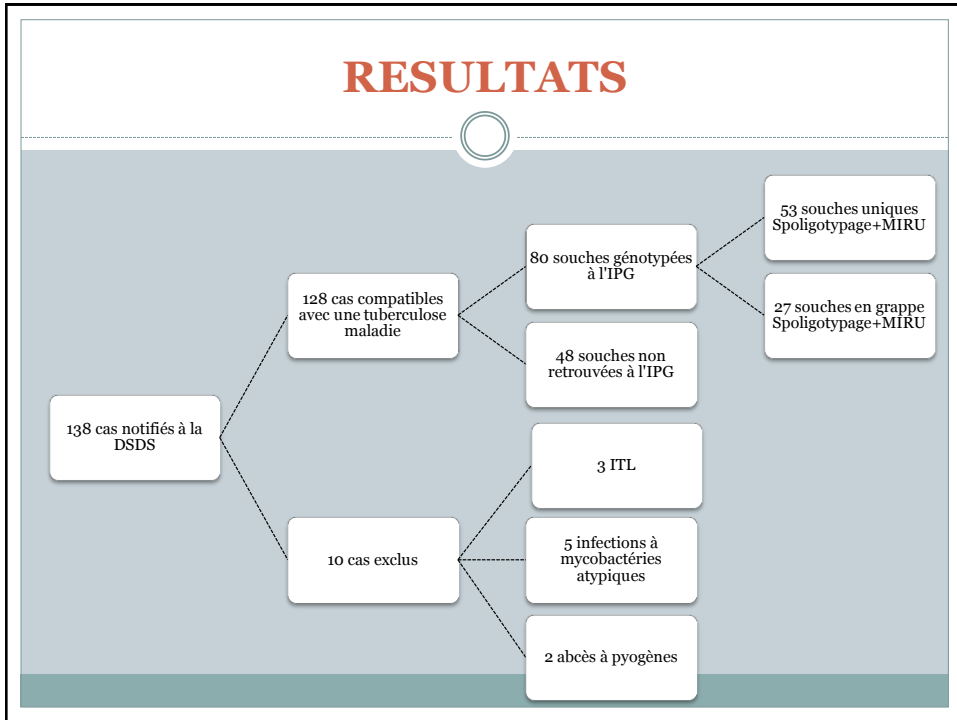 RESULTATS
138 cas notifiés à la
DSDS
128 cas compatibles
avec une tuberculose
maladie
80 souches génotypées
à l'IPG
53 souches uniques
Spoligotypage+MIRU
27 souches en grappe
Spoligotypage+MIRU
48 souches non
retrouvées à l'IPG
10 cas exclus
3 ITL
5 infections à
mycobactéries
atypiques
2 abcès à pyogènes